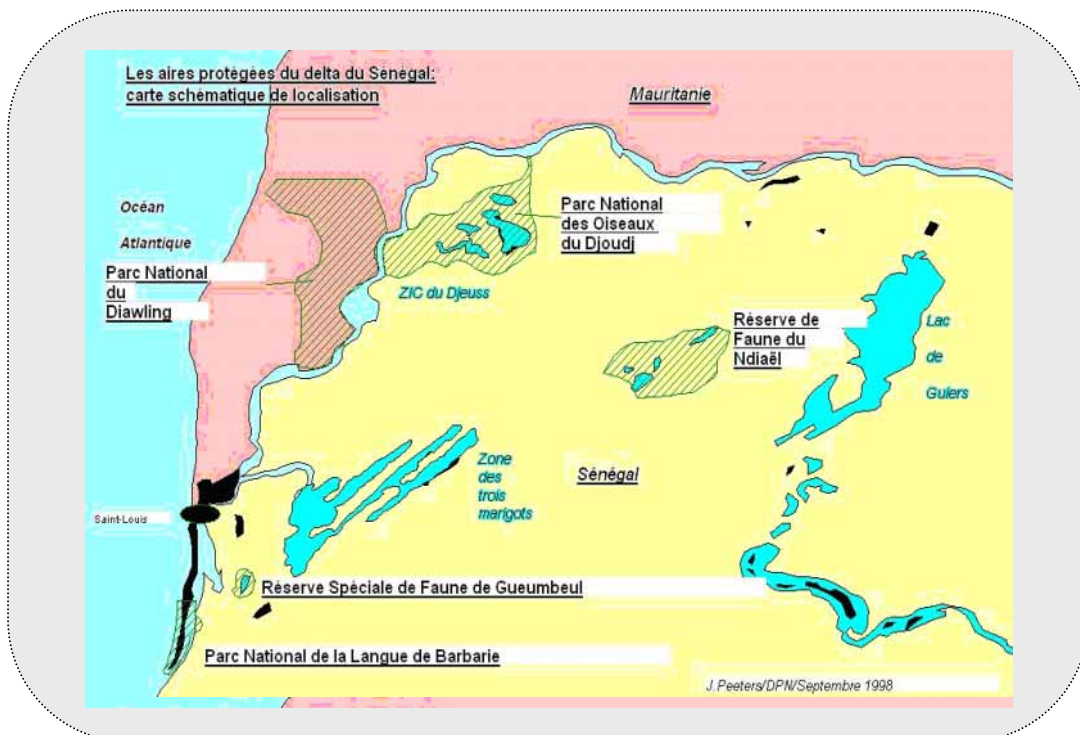 Les aires protégées du delta du Sénégal:
carte schématique de localisation
Mauritanie
Océan
Atlantique
Parc National
des Oiseaux
du Djoudj
Parc National
du
Diawling
ZIC du Djeuss
Réserve de
Faune du
Ndiaël
Lac
de
Guiers
Zone
des
trois
marigots
Sénégal
Saint-Louis
Réserve Spéciale de Faune de Gueumbeul
Parc National de la Langue de Barbarie
J.Peeters/DPN/Septembre 1998